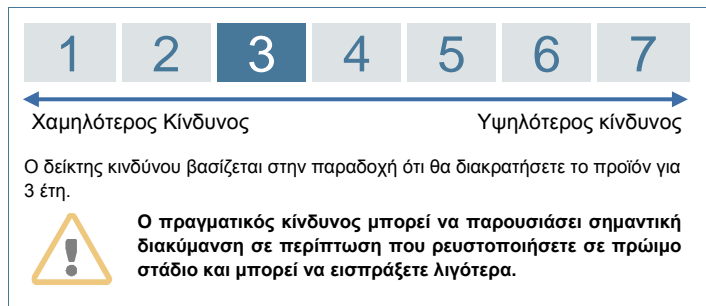 1 2 3 4 5 6 7
Χαμηλότερος Κίνδυνος Υψηλότερος κίνδυνος
Ο δείκτης κινδύνου βασίζεται στην παραδοχή ότι θα διακρατήσετε το προϊόν για
3 έτη.
Ο πραγματικός κίνδυνος μπορεί να παρουσιάσει σημαντική
διακύμανση σε περίπτωση που ρευστοποιήσετε σε πρώιμο
στάδιο και μπορεί να εισπράξετε λιγότερα.